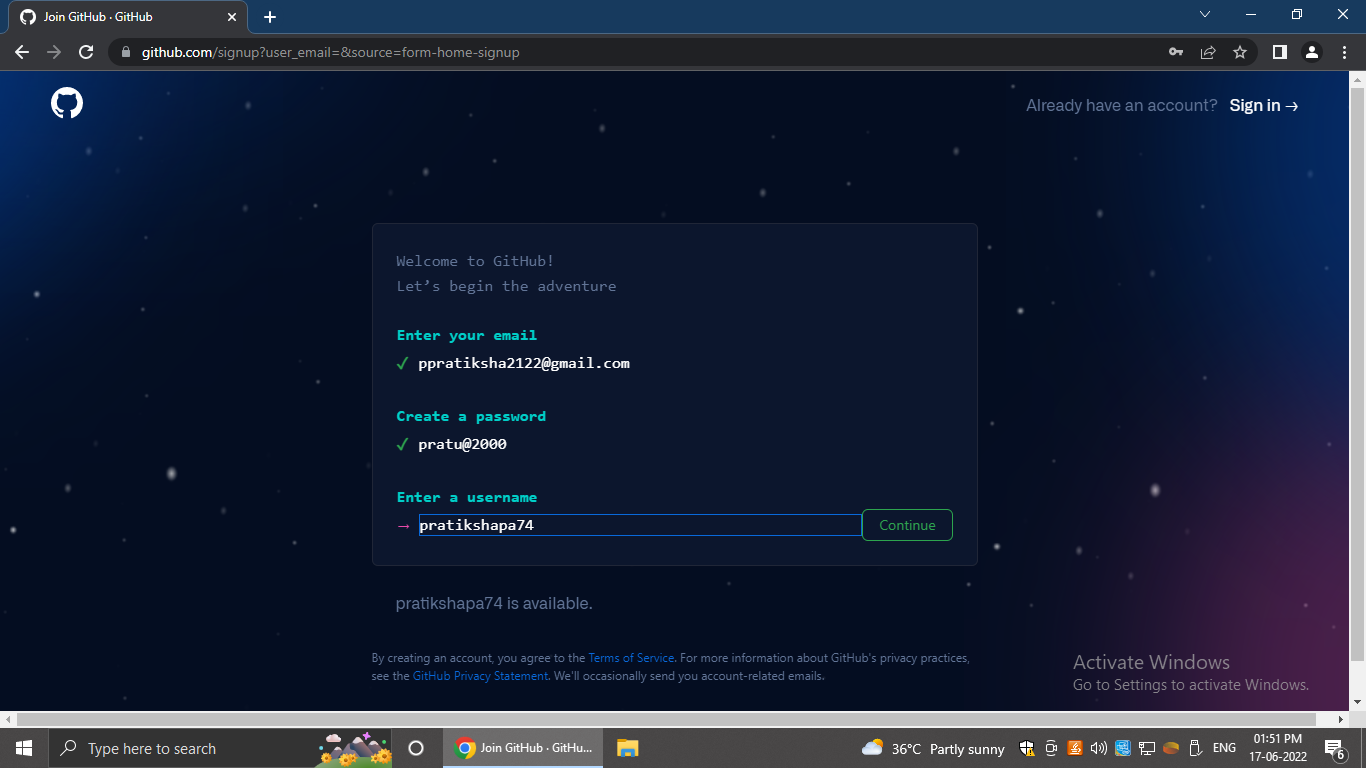 Join GitHub · GitHub
github.com/signup?user_email=&source=form-home-signup
Already have an account? Sign in →
Welcome to GitHub!
Let’s begin the adventure
Enter your email
✓ ppratiksha2122@gmail.com
Create a password
✓ pratu@2000
Enter a username
→ pratikshapa74 Continue
pratikshapa74 is available.
By creating an account, you agree to the Terms of Service. For more information about GitHub's privacy practices,
see the GitHub Privacy Statement. We'll occasionally send you account-related emails.
Activate Windows
Go to Settings to activate Windows.
Type here to search
Join GitHub · GitHu...
36°C Partly sunny
ENG
01:51 PM
17-06-2022
6